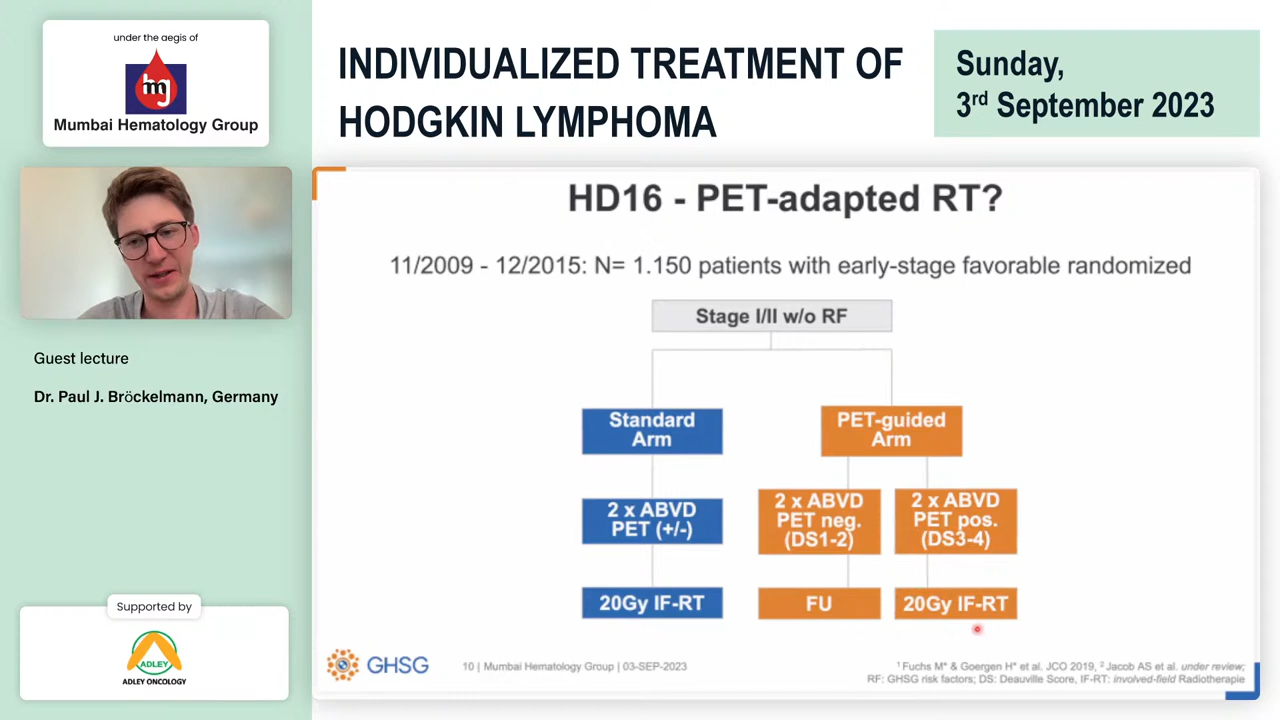 under the aegis of
mg
Mumbai Hematology Group
INDIVIDUALIZED TREATMENT OF
HODGKIN LYMPHOMA
Sunday,
3rd September 2023
Guest lecture
Dr. Paul J. Bröckelmann, Germany
Supported by
ADLEY
ADLEY ONCOLOGY
HD16 - PET-adapted RT?
11/2009 - 12/2015: N= 1.150 patients with early-stage favorable randomized
Stage I/II w/o RF
Standard
Arm
PET-guided
Arm
2 x ABVD
PET (+/-)
2 x ABVD
PET neg.
(DS1-2)
2 x ABVD
PET pos.
(DS3-4)
20Gy IF-RT
FU
20Gy IF-RT
GHSG
10 | Mumbai Hematology Group | 03-SEP-2023
1 Fuchs M* & Goergen H* et al. JCO 2019, 2 Jacob AS et al. under review;
RF: GHSG risk factors; DS: Deauville Score, IF-RT: involved-field Radiotherapie